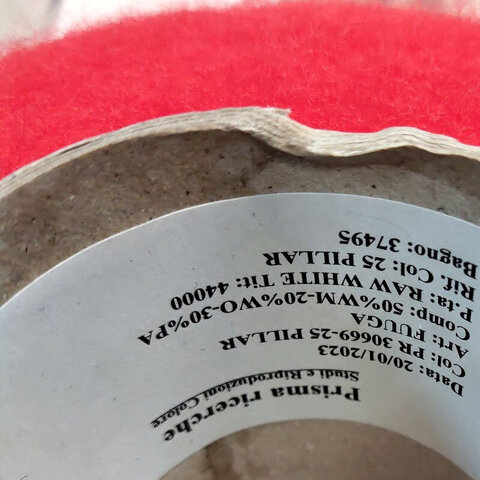 Prisma ricerche
Studi e Riproduzioni Colore
Data: 20/01/2023
Col: PR 30669-25 PILLAR
Art: FUUGA
Comp: 50%WM-20%WO-30%PA
P.ta: RAW WHITE Tit: 44000
Rif. Col: 25 PILLAR
Bagno: 37495